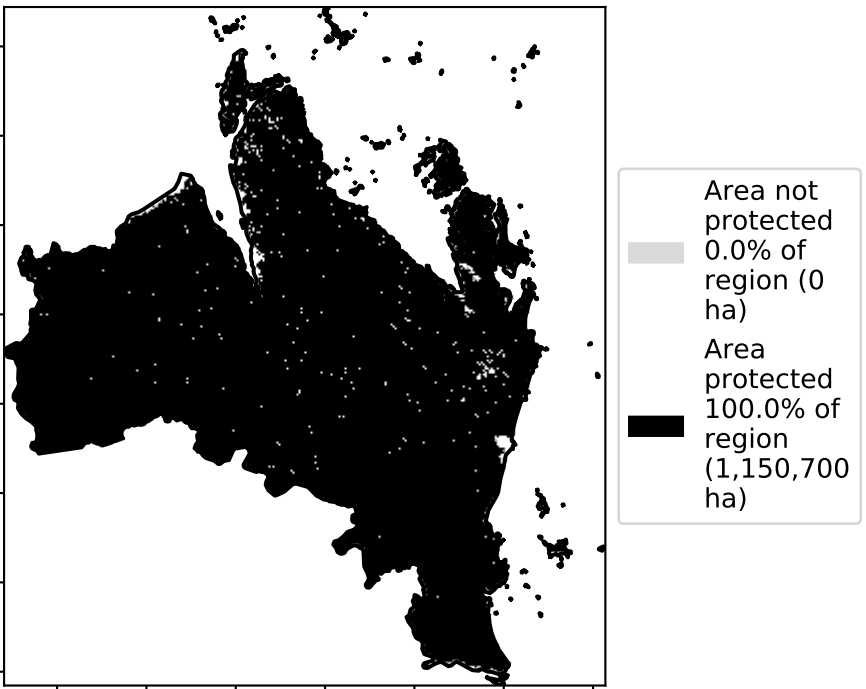 Area not
protected
0.0% of
region (0
ha)
Area
protected
100.0% of
region
(1,150,700
ha)